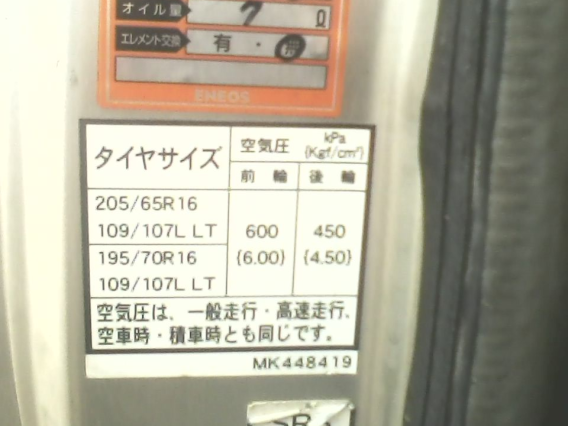 オイル量 7 ℓ
エレメント交換 有・無
ENEOS
タイヤサイズ 空気圧 kPa {Kgf/cm²}
前輪 後輪
205/65R16
109/107L LT 600 450
195/70R16 {6.00} {4.50}
109/107L LT
空気圧は、一般走行・高速走行、
空車時・積車時とも同じです。
MK448419